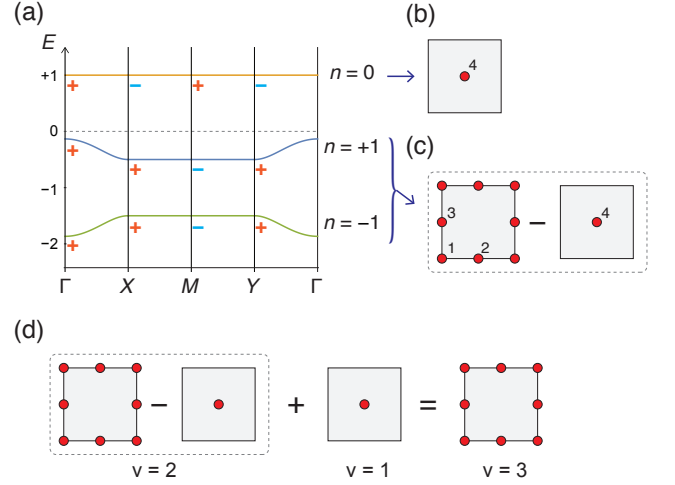 (a)
E
+1
0
−1
−2
+ − + −
+ + − +
+ + − +
Γ X M Y Γ
n = 0
n = +1
n = −1
(b)
4
(c)
3
1 2
−
4
(d)
− + =
ν = 2 ν = 1 ν = 3